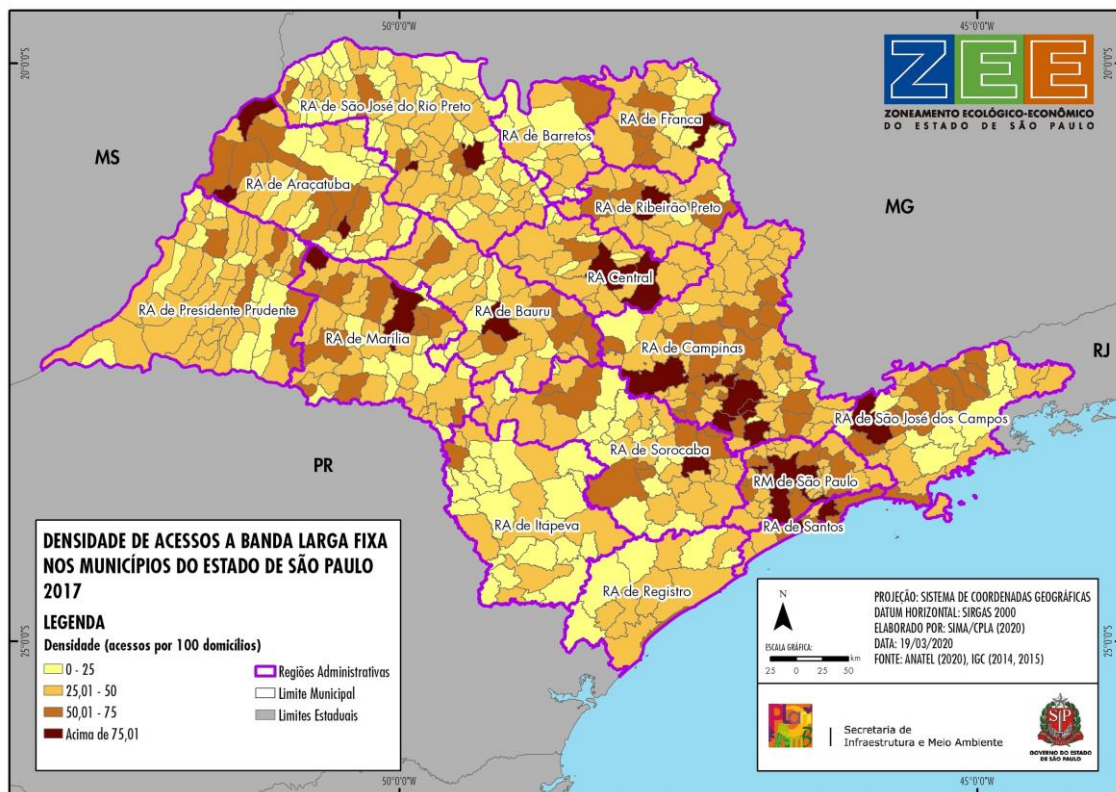 50°0'0"W
45°0'0"W
20°0'0"S
20°0'0"S
ZEE
ZONEAMENTO ECOLÓGICO-ECONÔMICO
DO ESTADO DE SÃO PAULO
RA de São José do Rio Preto
RA de Barretos
RA de Franca
MS
RA de Araçatuba
RA de Ribeirão Preto
MG
RA Central
RA de Presidente Prudente
RA de Bauru
RA de Marília
RA de Campinas
RJ
RA de São José dos Campos
RA de Sorocaba
PR
RM de São Paulo
RA de Itapeva
RA de Santos
RA de Registro
DENSIDADE DE ACESSOS A BANDA LARGA FIXA
NOS MUNICÍPIOS DO ESTADO DE SÃO PAULO
2017
LEGENDA
Densidade (acessos por 100 domicílios)
0 - 25
25,01 - 50
50,01 - 75
Acima de 75,01
Regiões Administrativas
Limite Municipal
Limites Estaduais
N
ESCALA GRÁFICA:
25 0 25 50 km
PROJEÇÃO: SISTEMA DE COORDENADAS GEOGRÁFICAS
DATUM HORIZONTAL: SIRGAS 2000
ELABORADO POR: SIMA/CPLA (2020)
DATA: 19/03/2020
FONTE: ANATEL (2020), IGC (2014, 2015)
25°0'0"S
25°0'0"S
Secretaria de
Infraestrutura e Meio Ambiente
GOVERNO DO ESTADO
DE SÃO PAULO
50°0'0"W
45°0'0"W